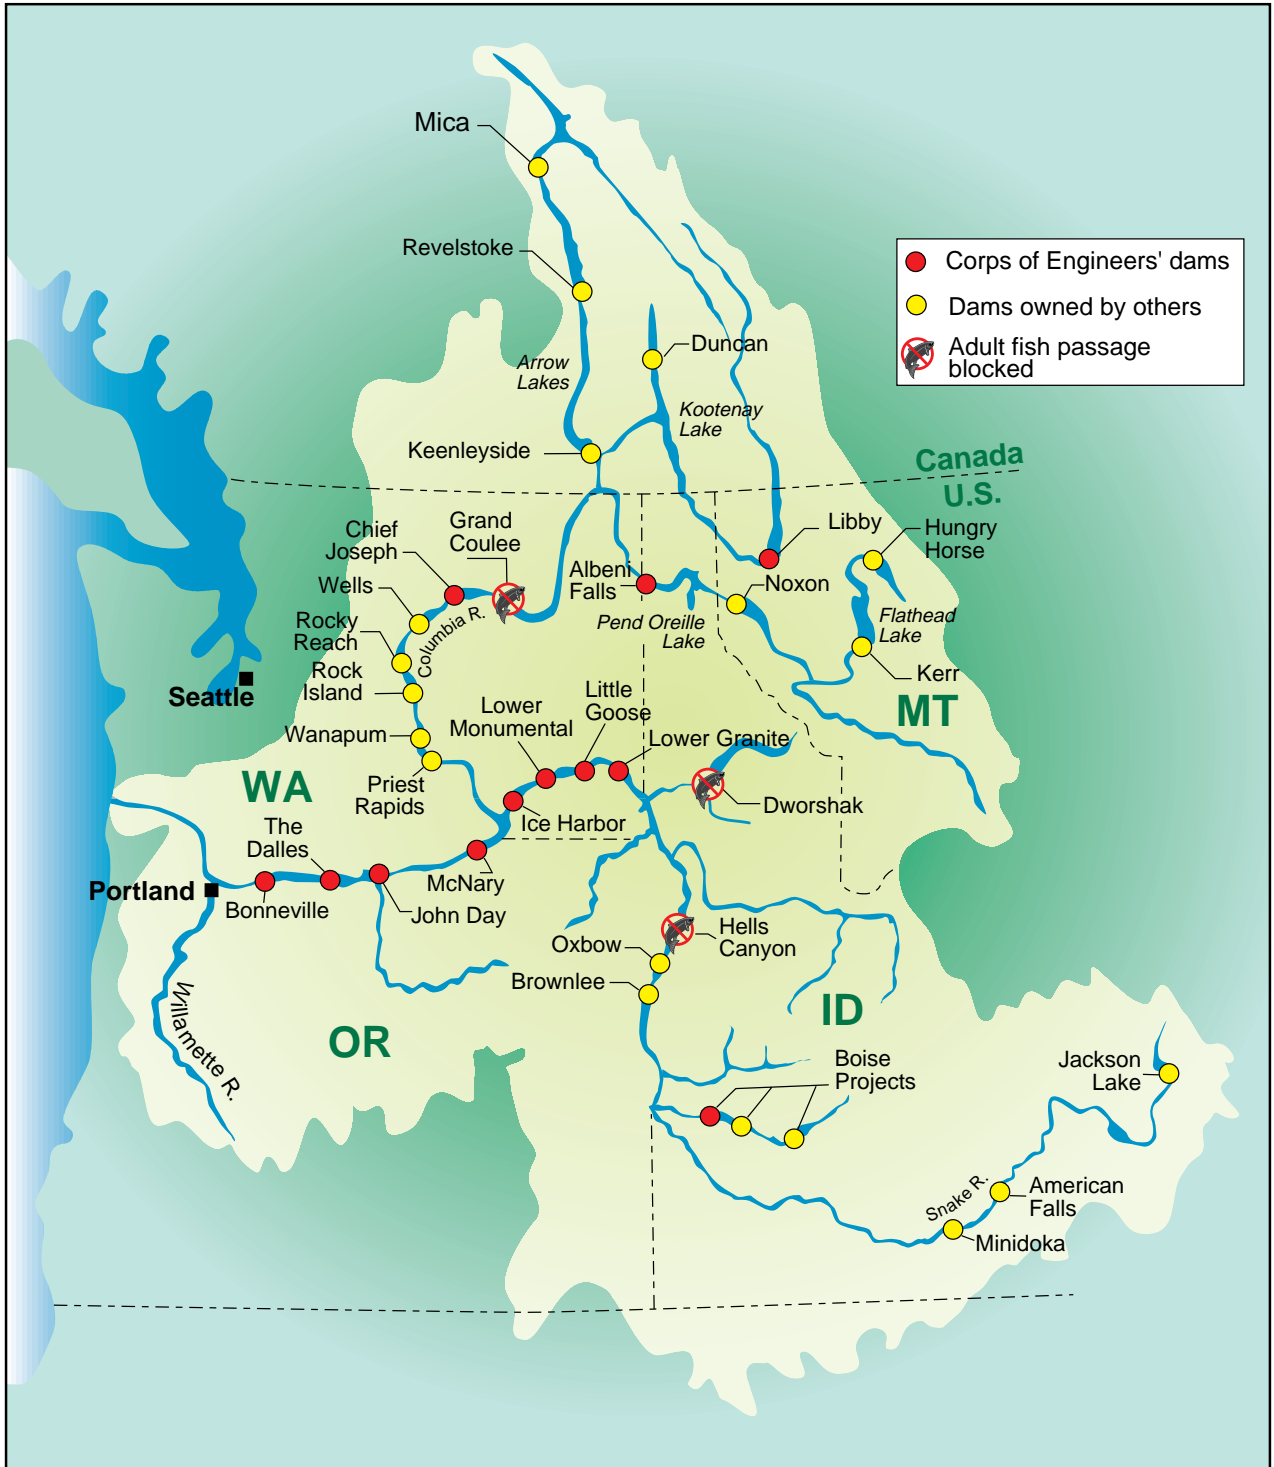 Mica
Revelstoke
Corps of Engineers' dams
Dams owned by others
Adult fish passage
blocked
Duncan
Arrow
Lakes
Kootenay
Lake
Keenleyside
Canada
U.S.
Chief
Joseph
Grand
Coulee
Libby
Hungry
Horse
Wells
Albeni
Falls
Noxon
Rocky
Reach
Columbia R.
Pend Oreille
Lake
Flathead
Lake
Rock
Island
Kerr
Seattle
Little
Goose
Lower
Monumental
MT
Wanapum
Lower Granite
WA
Priest
Rapids
Dworshak
Ice Harbor
The
Dalles
McNary
Portland
Bonneville
John Day
Hells
Canyon
Oxbow
Brownlee
Willamette R.
ID
OR
Boise
Projects
Jackson
Lake
Snake R.
American
Falls
Minidoka